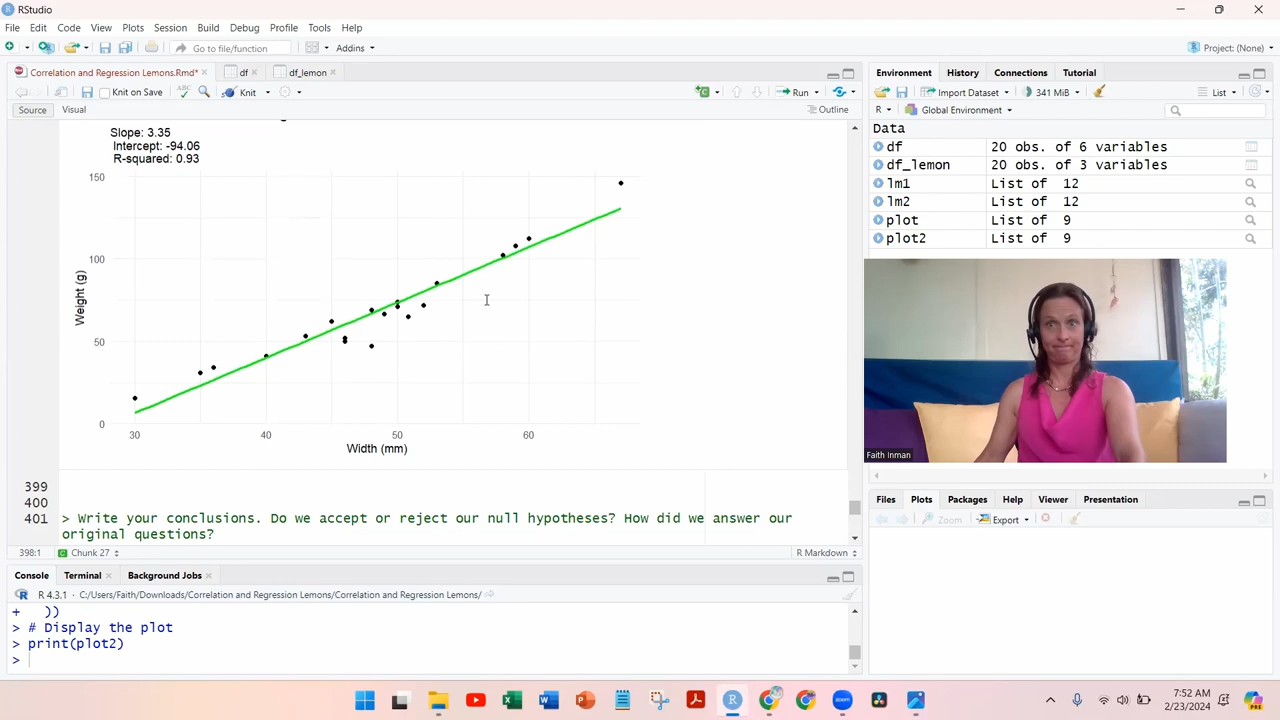 RStudio
File Edit Code View Plots Session Build Debug Profile Tools Help
Go to file/function Addins Project: (None)
Correlation and Regression Lemons.Rmd* df df_lemon
Knit on Save Knit Run
Source Visual Outline
Slope: 3.35
Intercept: -94.06
R-squared: 0.93
150
100
50
0
Weight (g)
30 40 50 60
Width (mm)
399
400
401 > Write your conclusions. Do we accept or reject our null hypotheses? How did we answer our
original questions?
398:1 Chunk 27 R Markdown
Console Terminal Background Jobs
R 4.3.1 · C:/Users/Faith/Downloads/Correlation and Regression Lemons/Correlation and Regression Lemons/
+ ))
> # Display the plot
> print(plot2)
>
Environment History Connections Tutorial
Import Dataset 341 MiB List
R Global Environment
Data
df 20 obs. of 6 variables
df_lemon 20 obs. of 3 variables
lm1 List of 12
lm2 List of 12
plot List of 9
plot2 List of 9
Faith Inman
Files Plots Packages Help Viewer Presentation
Zoom Export
zoom
7:52 AM
2/23/2024
PRE